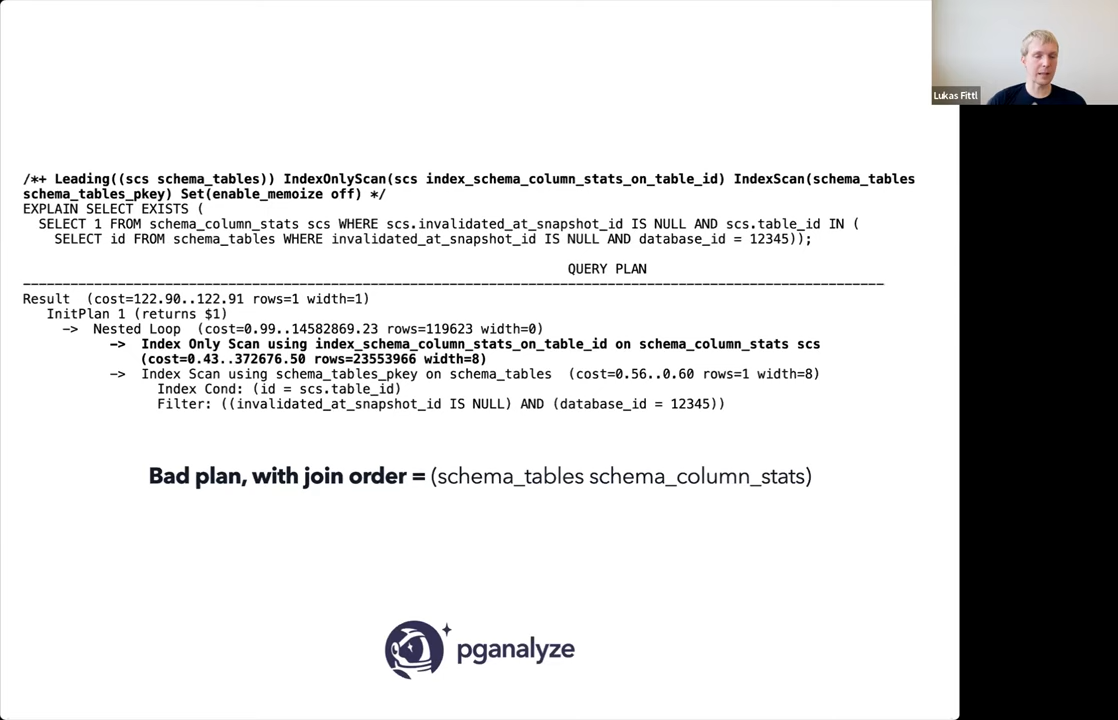 Lukas Fittl
/*+ Leading((scs schema_tables)) IndexOnlyScan(scs index_schema_column_stats_on_table_id) IndexScan(schema_tables
schema_tables_pkey) Set(enable_memoize off) */
EXPLAIN SELECT EXISTS (
  SELECT 1 FROM schema_column_stats scs WHERE scs.invalidated_at_snapshot_id IS NULL AND scs.table_id IN (
    SELECT id FROM schema_tables WHERE invalidated_at_snapshot_id IS NULL AND database_id = 12345));
QUERY PLAN
Result  (cost=122.90..122.91 rows=1 width=1)
   InitPlan 1 (returns $1)
     ->  Nested Loop  (cost=0.99..14582869.23 rows=119623 width=0)
           ->  Index Only Scan using index_schema_column_stats_on_table_id on schema_column_stats scs
               (cost=0.43..372676.50 rows=23553966 width=8)
           ->  Index Scan using schema_tables_pkey on schema_tables  (cost=0.56..0.60 rows=1 width=8)
                 Index Cond: (id = scs.table_id)
                 Filter: ((invalidated_at_snapshot_id IS NULL) AND (database_id = 12345))
Bad plan, with join order = (schema_tables schema_column_stats)
pganalyze